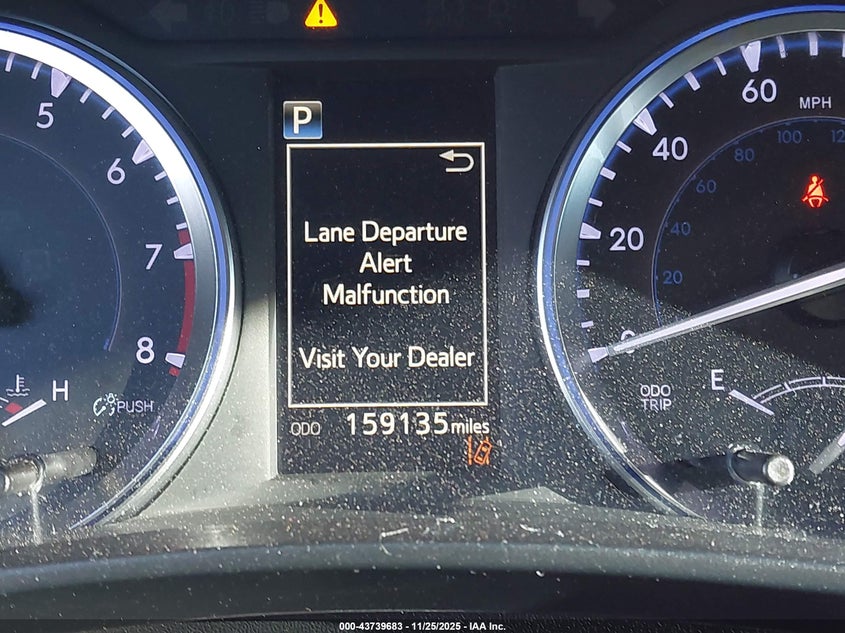 5
6
7
8
H
PUSH
P
Lane Departure
Alert
Malfunction
Visit Your Dealer
ODO 159135 miles
60
MPH
40
20
100
80
60
40
20
ODO
TRIP
E
000-43739683 - 11/25/2025 - IAA Inc.